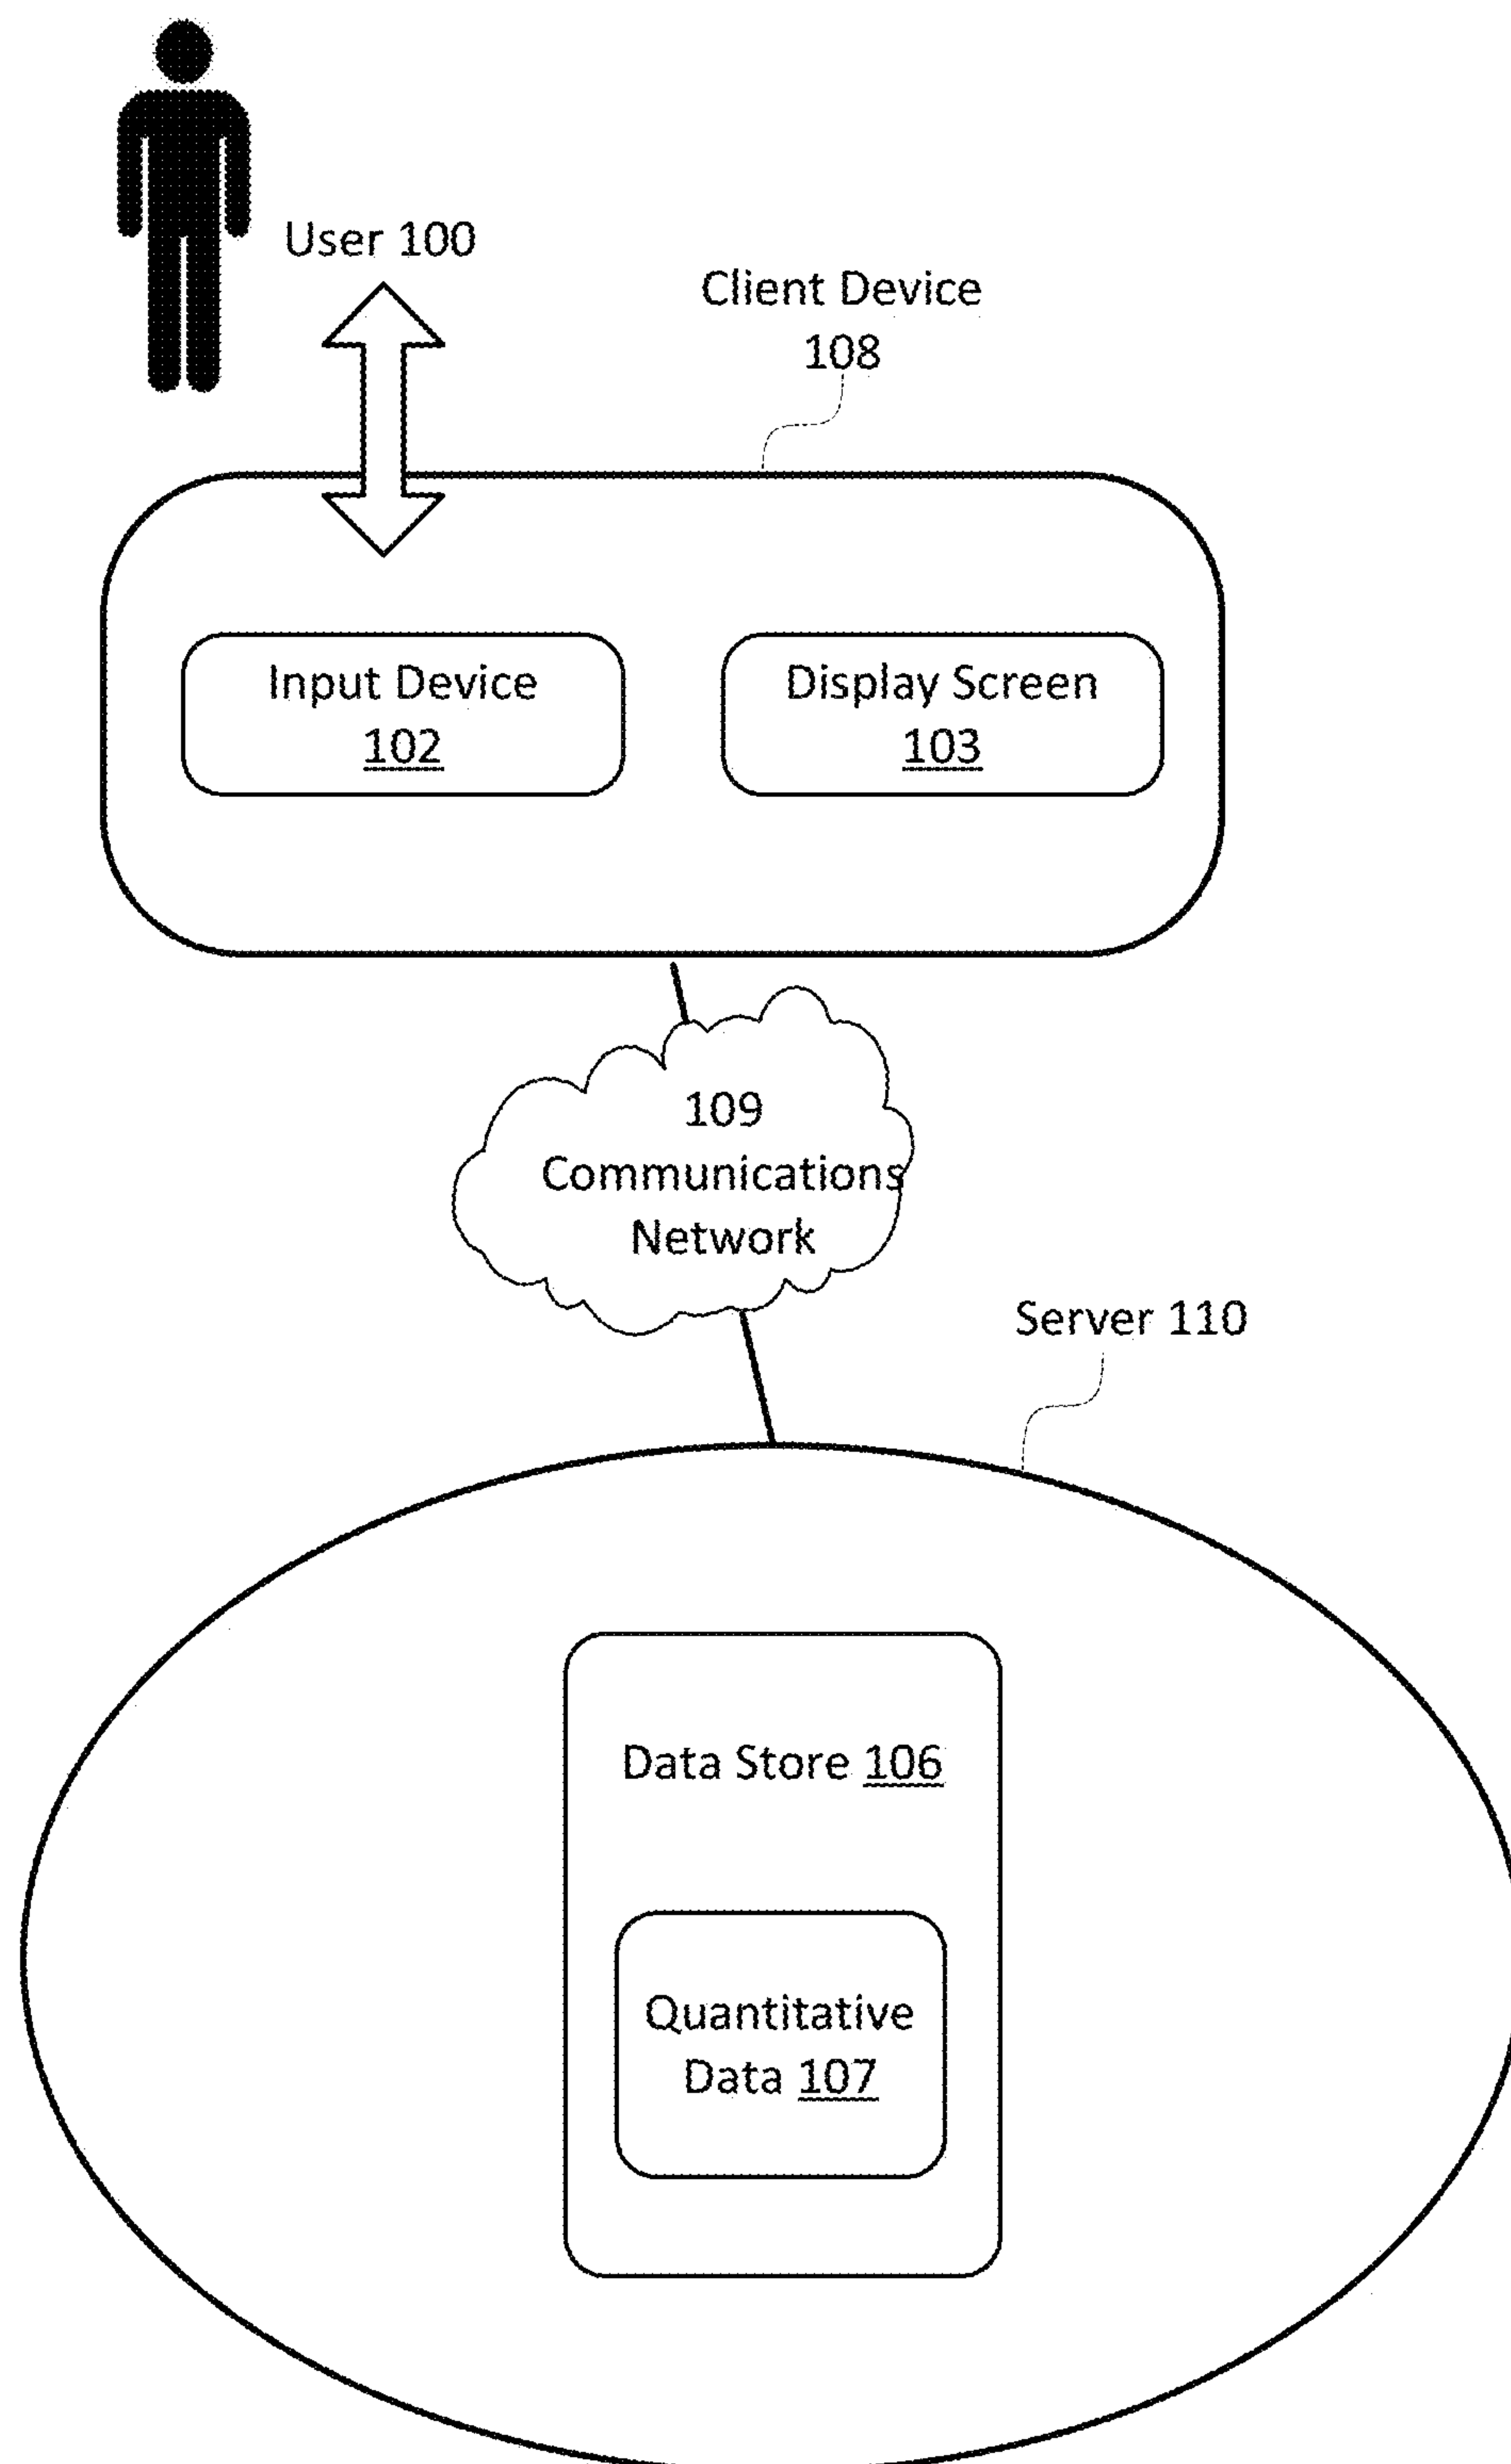 User 100
Client Device
108
Input Device
102
Display Screen
103
109
Communications
Network
Server 110
Data Store 106
Quantitative
Data 107